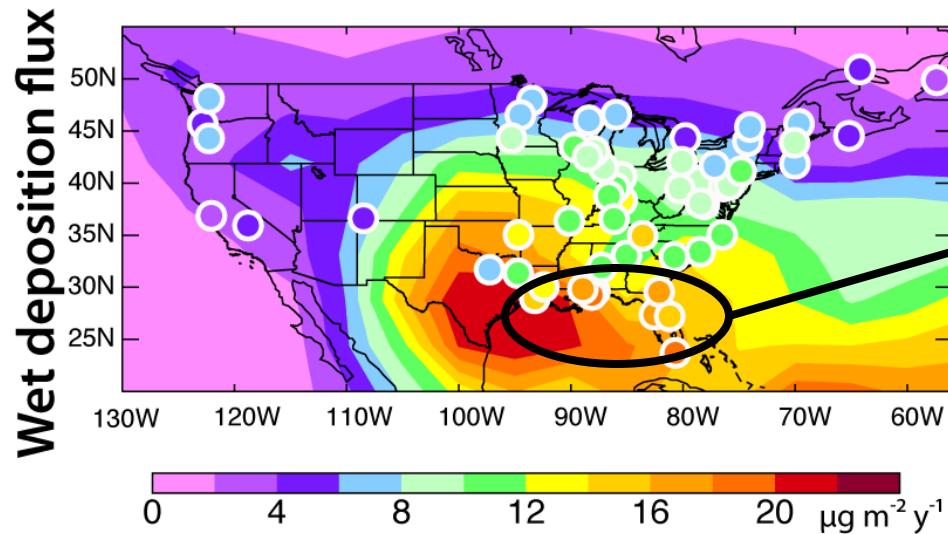 Wet deposition flux
50N
45N
40N
35N
30N
25N
130W 120W 110W 100W 90W 80W 70W 60W
0 4 8 12 16 20 µg m⁻² y⁻¹